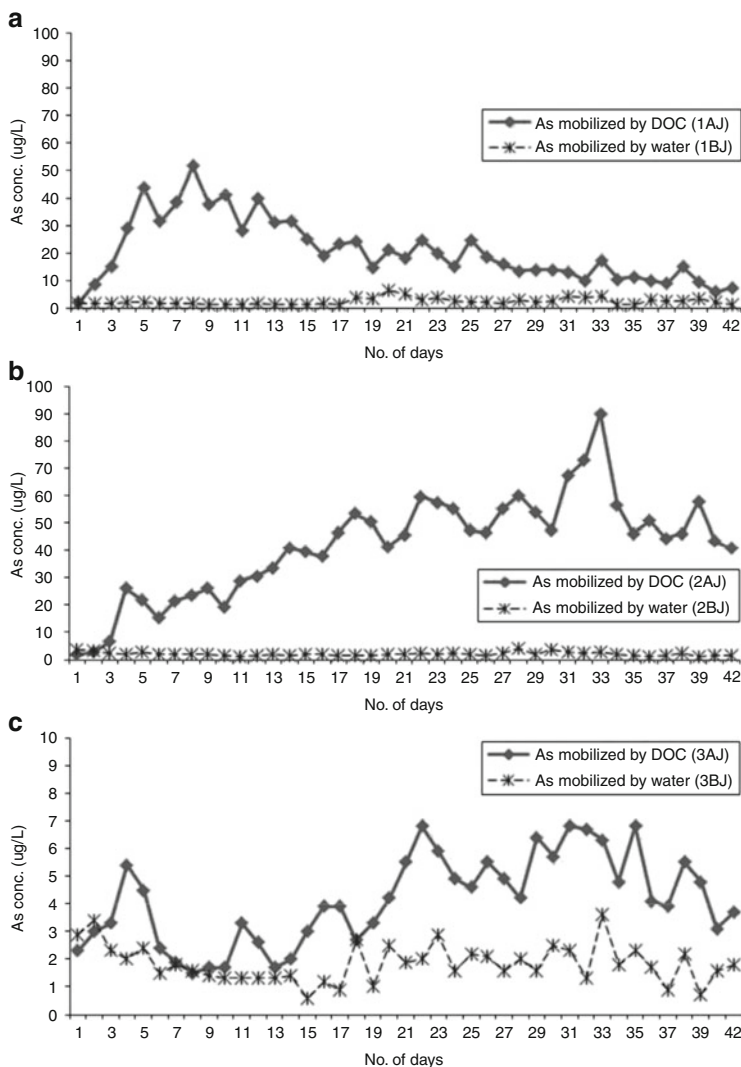 a
100
90
80
70
60
50
40
30
20
10
0
As conc. (ug/L)
As mobilized by DOC (1AJ)
As mobilized by water (1BJ)
1 3 5 7 9 11 13 15 17 19 21 23 25 27 29 31 33 35 37 39 42
No. of days
b
100
90
80
70
60
50
40
30
20
10
0
As conc. (ug/L)
As mobilized by DOC (2AJ)
As mobilized by water (2BJ)
1 3 5 7 9 11 13 15 17 19 21 23 25 27 29 31 33 35 37 39 42
No. of days
c
10
9
8
7
6
5
4
3
2
1
0
As conc. (ug/L)
As mobilized by DOC (3AJ)
As mobilized by water (3BJ)
1 3 5 7 9 11 13 15 17 19 21 23 25 27 29 31 33 35 37 39 42
No. of days